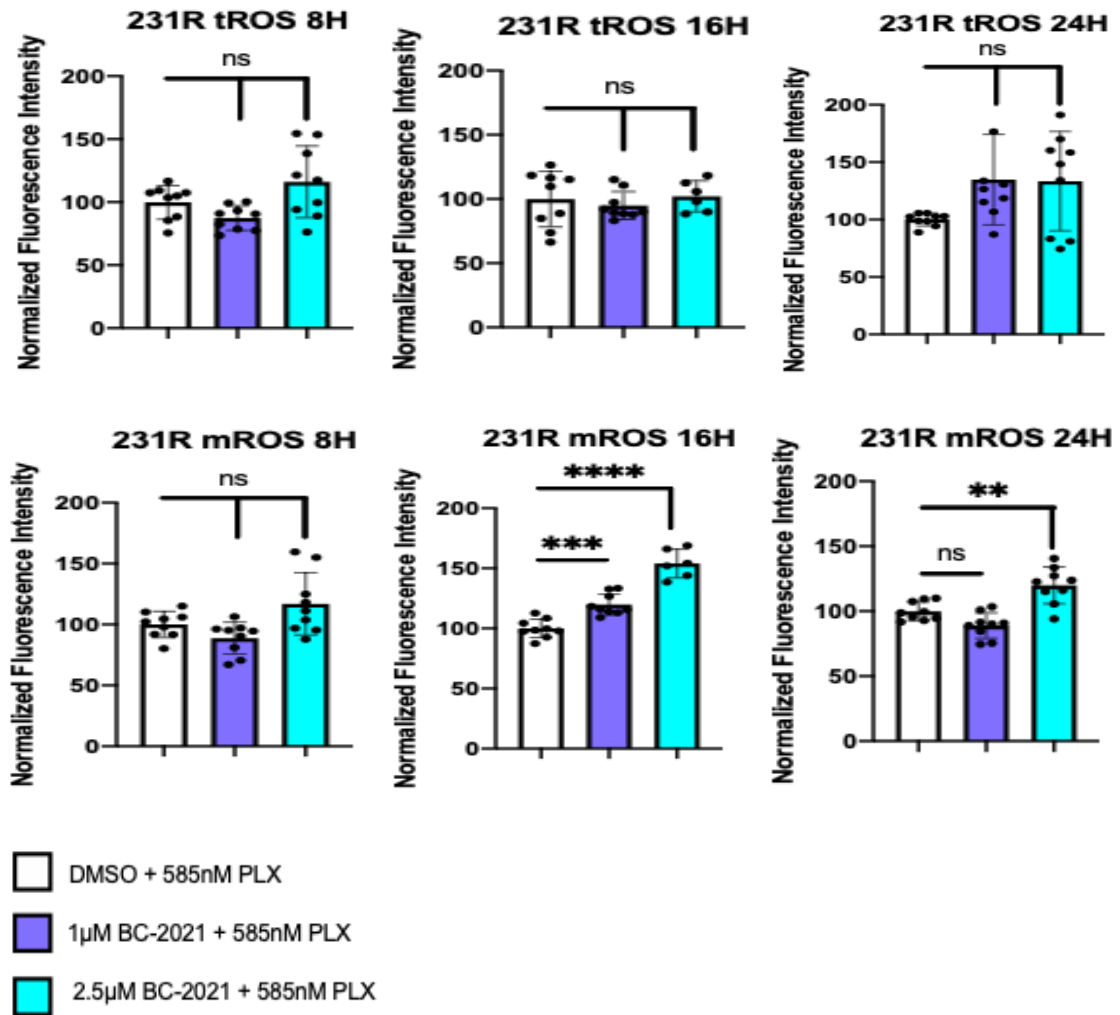 231R tROS 8H
Normalized Fluorescence Intensity
200
150
100
50
0
ns
231R tROS 16H
Normalized Fluorescence Intensity
200
150
100
50
0
ns
231R tROS 24H
Normalized Fluorescence Intensity
200
150
100
50
0
ns
231R mROS 8H
Normalized Fluorescence Intensity
200
150
100
50
0
ns
231R mROS 16H
Normalized Fluorescence Intensity
200
150
100
50
0
****
***
231R mROS 24H
Normalized Fluorescence Intensity
200
150
100
50
0
**
ns
DMSO + 585nM PLX
1µM BC-2021 + 585nM PLX
2.5µM BC-2021 + 585nM PLX